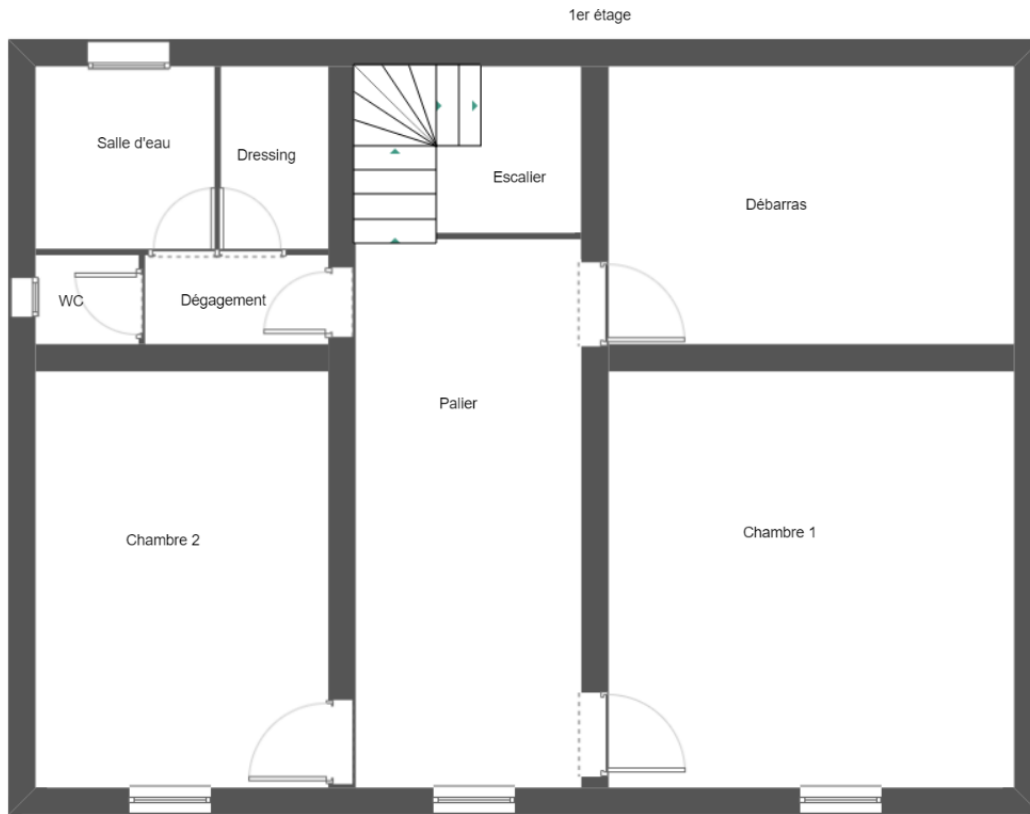 1er étage
Salle d'eau
Dressing
Escalier
Débarras
WC
Dégagement
Palier
Chambre 2
Chambre 1